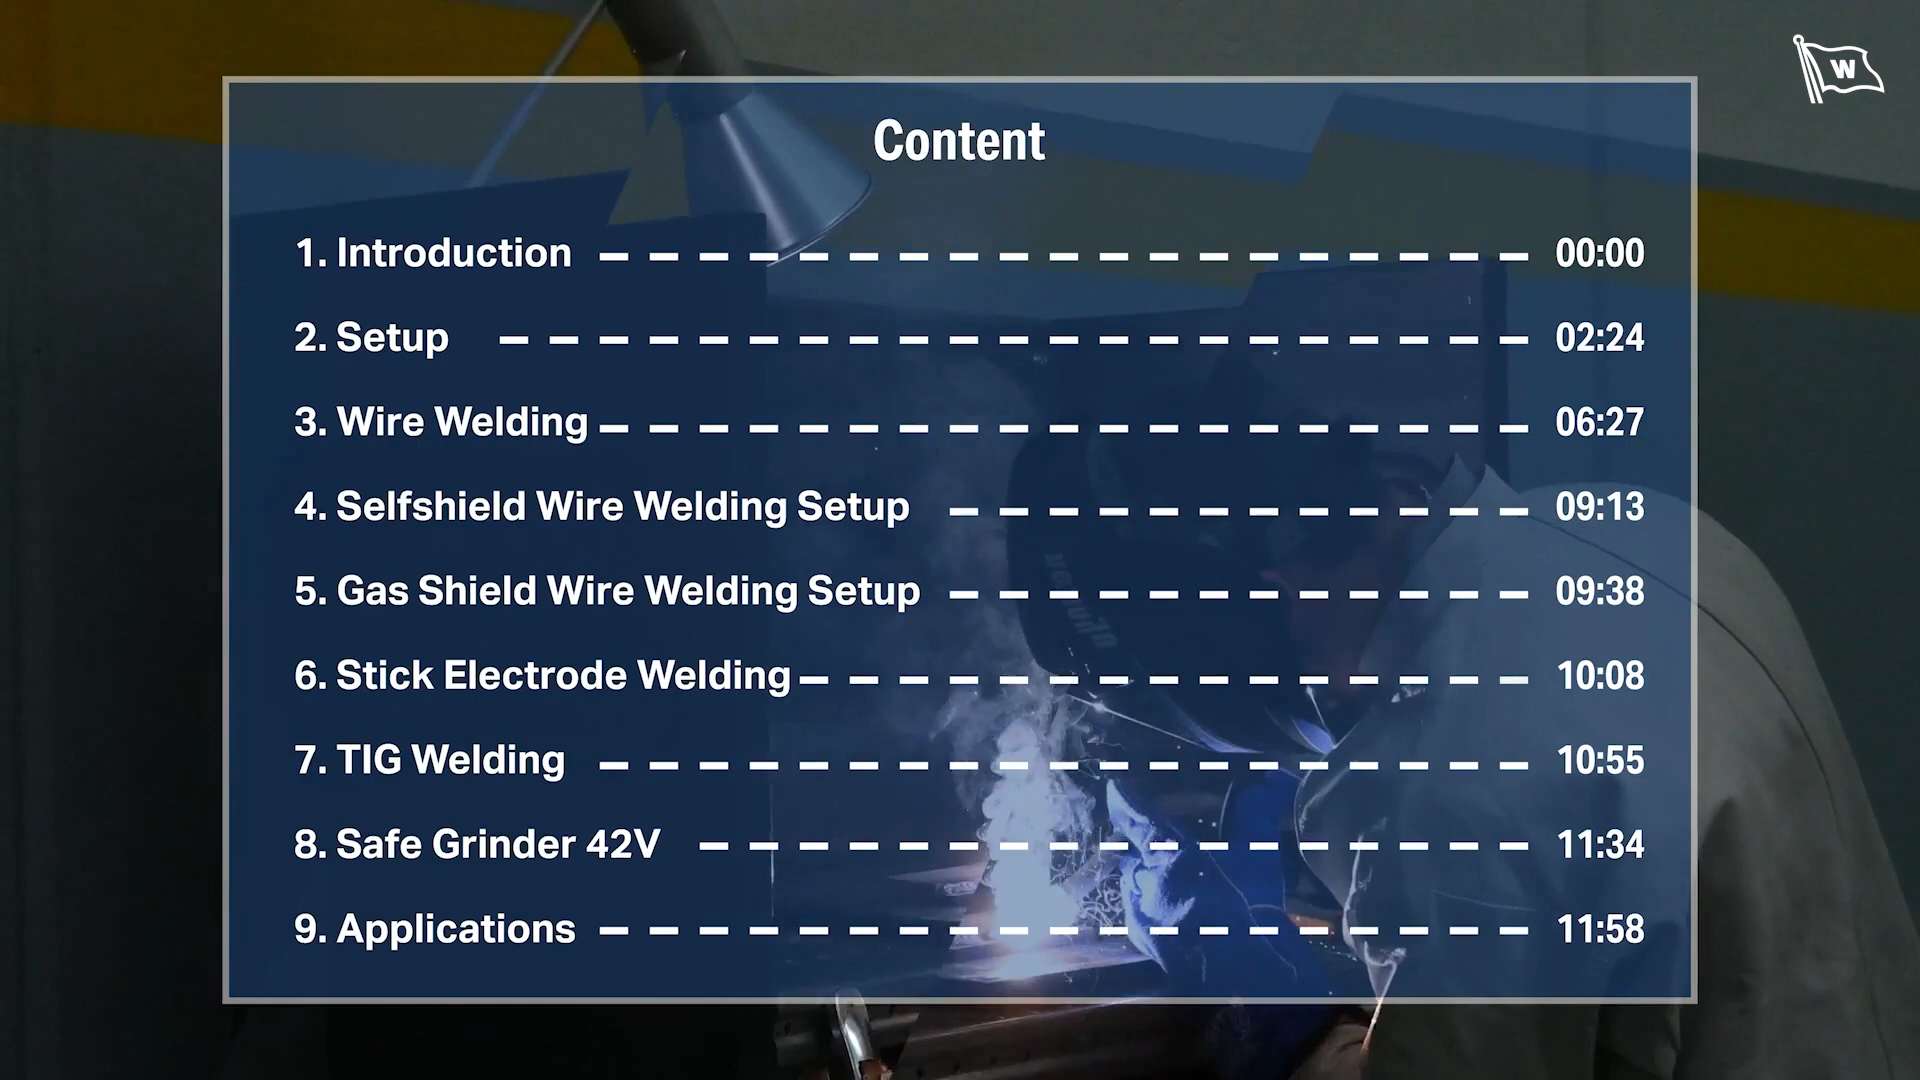 W
Content
1. Introduction 00:00
2. Setup 02:24
3. Wire Welding 06:27
4. Selfshield Wire Welding Setup 09:13
5. Gas Shield Wire Welding Setup 09:38
6. Stick Electrode Welding 10:08
7. TIG Welding 10:55
8. Safe Grinder 42V 11:34
9. Applications 11:58